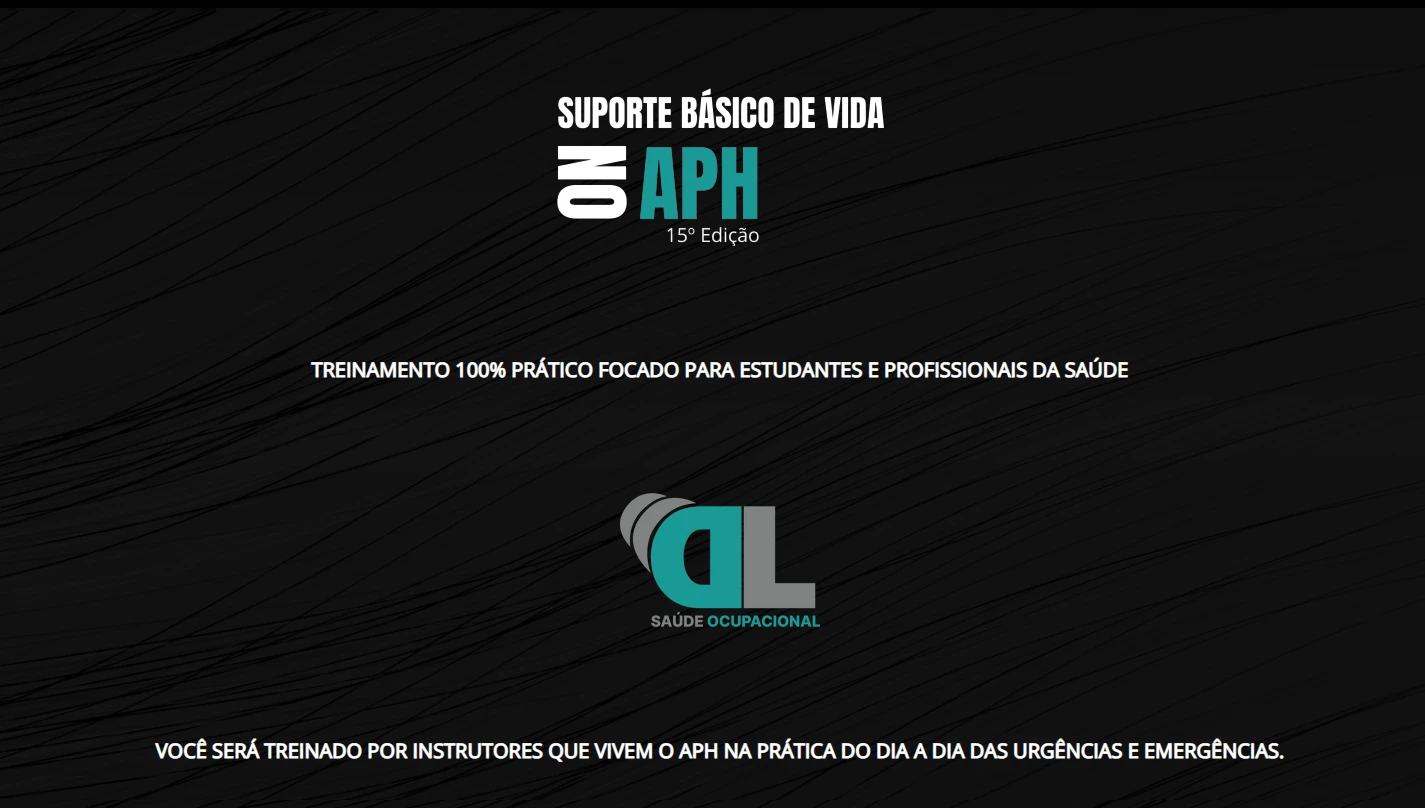 SUPORTE BÁSICO DE VIDA
ON APH
15º Edição
TREINAMENTO 100% PRÁTICO FOCADO PARA ESTUDANTES E PROFISSIONAIS DA SAÚDE
DL
SAÚDE OCUPACIONAL
VOCÊ SERÁ TREINADO POR INSTRUTORES QUE VIVEM O APH NA PRÁTICA DO DIA A DIA DAS URGÊNCIAS E EMERGÊNCIAS.